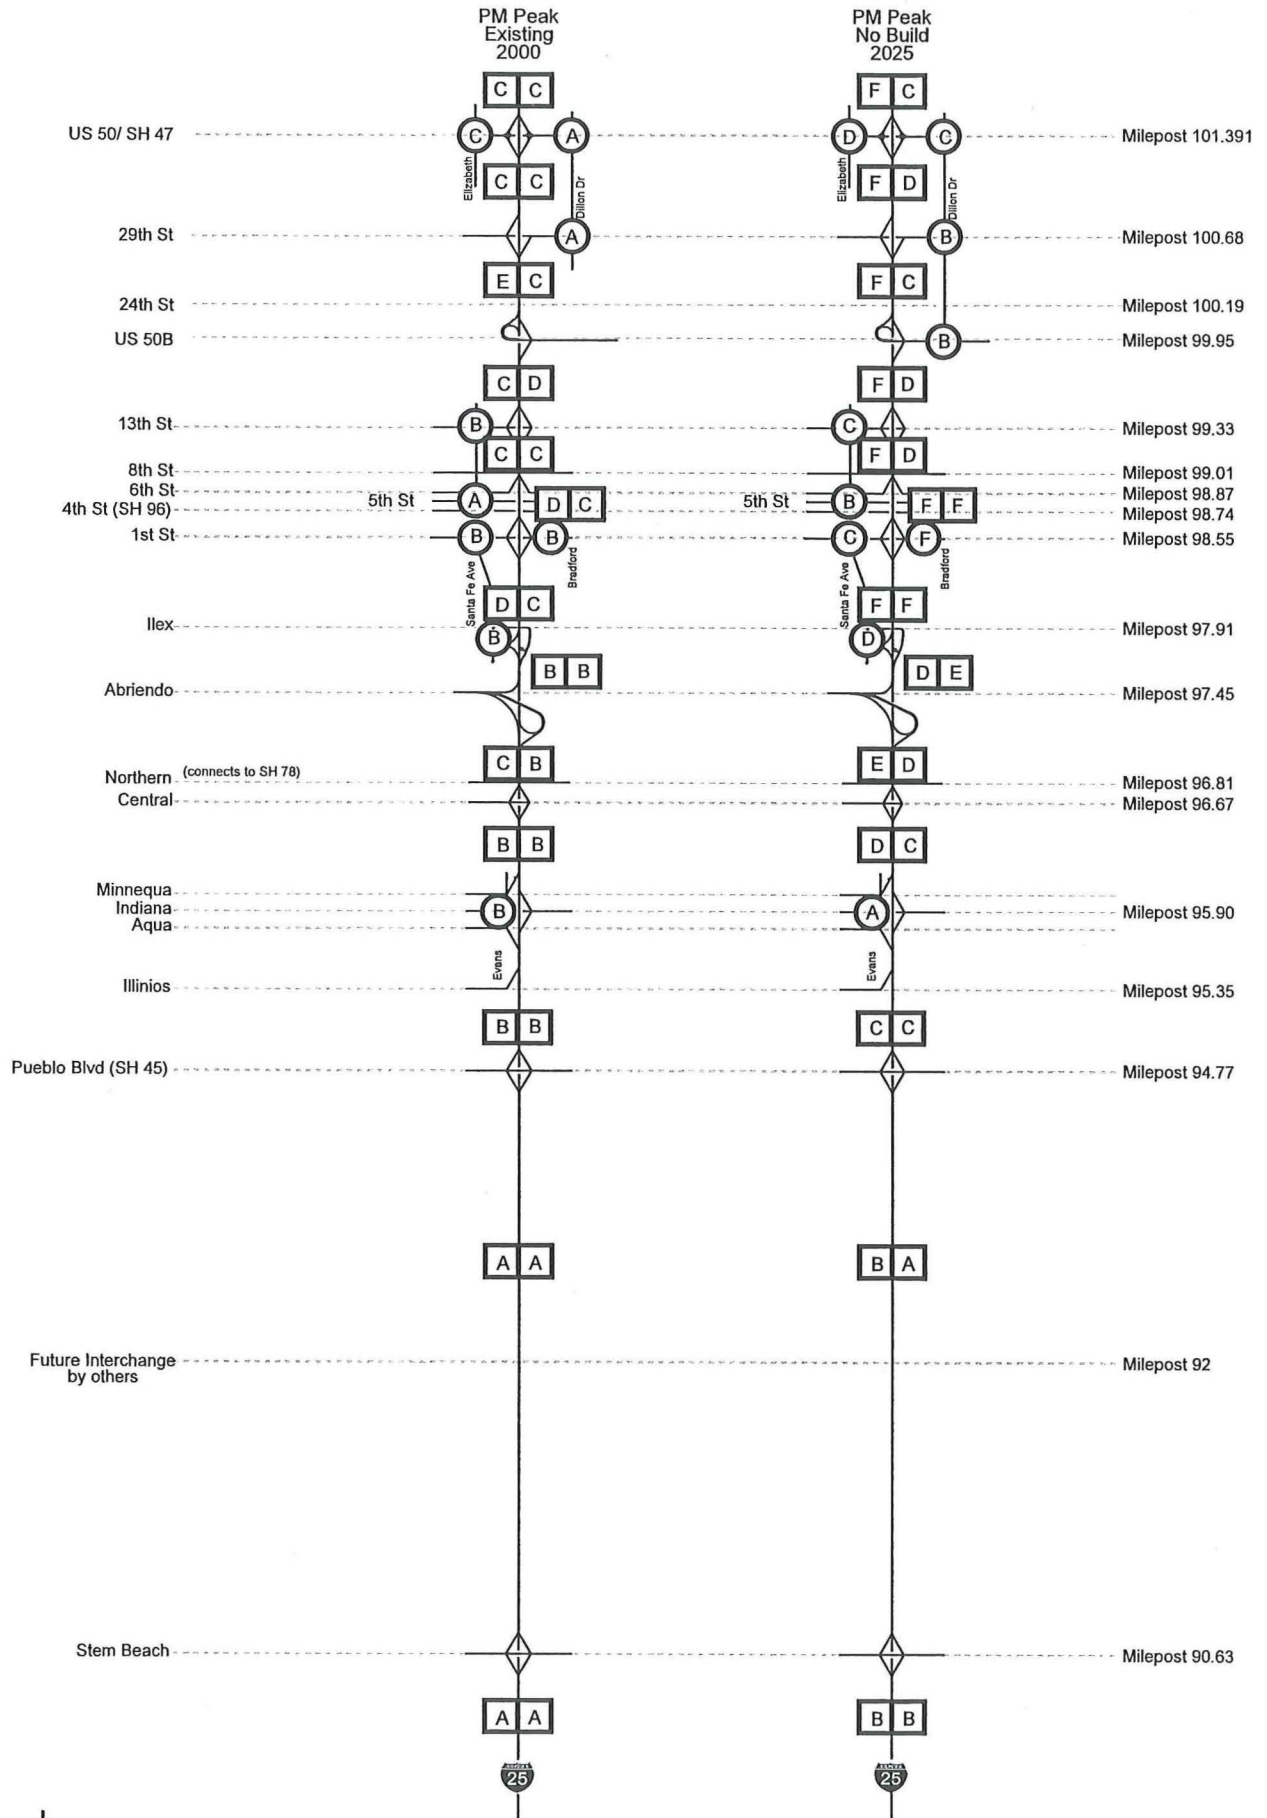 PM Peak
Existing
2000
PM Peak
No Build
2025
C C
F C
US 50/ SH 47
C
A
D
C
Milepost 101.391
Elizabeth
C C
Dillon Dr
Elizabeth
F D
Dillon Dr
29th St
A
B
Milepost 100.68
E C
F C
24th St
Milepost 100.19
US 50B
B
Milepost 99.95
C D
F D
13th St
B
C
Milepost 99.33
C C
F D
8th St
Milepost 99.01
6th St
Milepost 98.87
5th St
A
D C
5th St
B
F F
4th St (SH 96)
Milepost 98.74
1st St
B
B
C
F
Milepost 98.55
Santa Fe Ave
Bradford
Santa Fe Ave
Bradford
D C
F F
Ilex
B
D
Milepost 97.91
B B
D E
Abriendo
Milepost 97.45
C B
E D
Northern (connects to SH 78)
Milepost 96.81
Central
Milepost 96.67
B B
D C
Minnequa
Indiana
B
A
Milepost 95.90
Aqua
Evans
Evans
Illinios
Milepost 95.35
B B
C C
Pueblo Blvd (SH 45)
Milepost 94.77
A A
B A
Future Interchange
by others
Milepost 92
Stem Beach
Milepost 90.63
A A
B B
25
25